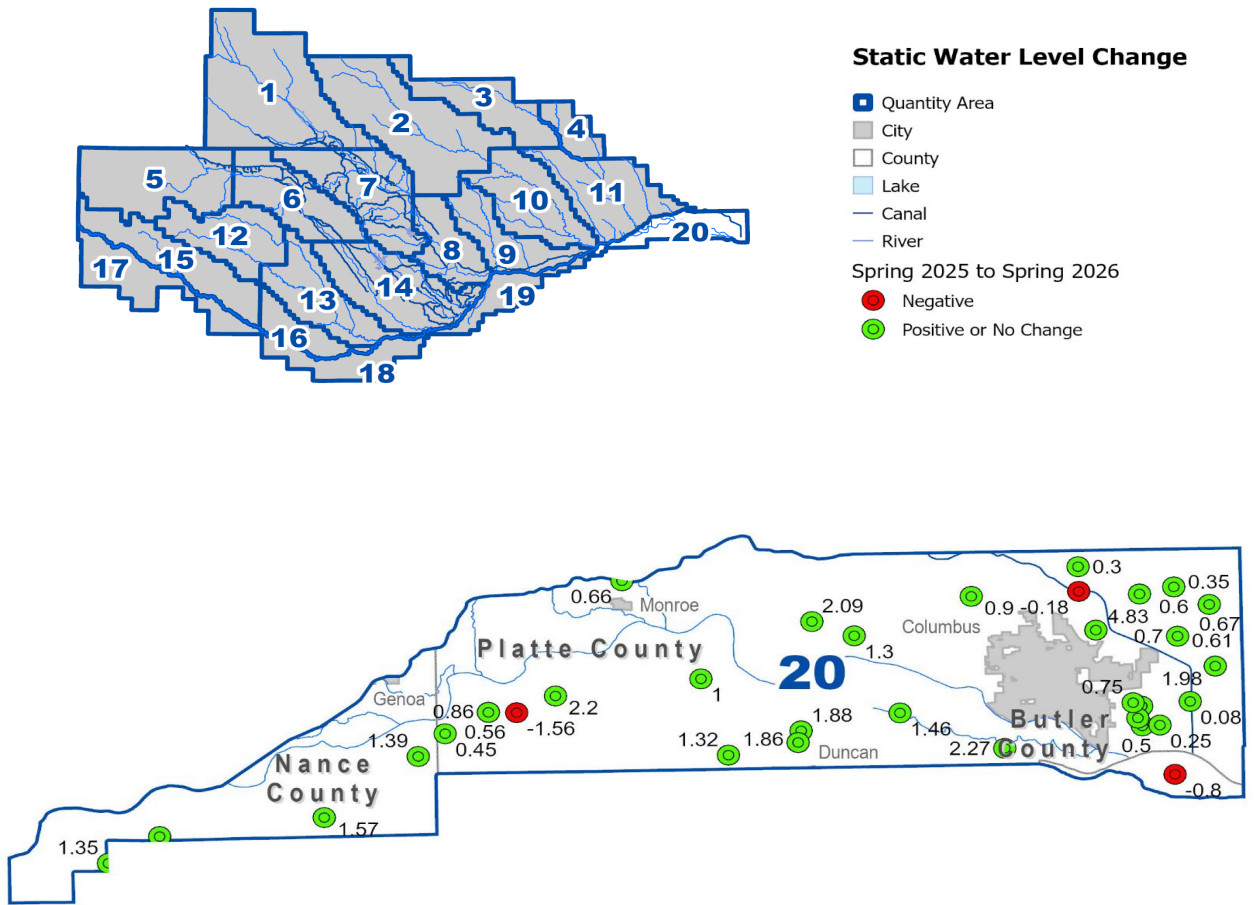 1
2
3
4
5
6
7
8
9
10
11
12
13
14
15
16
17
18
19
20
Static Water Level Change
Quantity Area
City
County
Lake
Canal
River
Spring 2025 to Spring 2026
Negative
Positive or No Change
0.3
0.35
0.66
Monroe
2.09
0.9
-0.18
4.83
0.6
0.67
Columbus
0.7
0.61
Platte County
1.3
20
1.98
Genoa
1
0.75
2.2
0.86
0.56
-1.56
1.88
1.46
Butler
County
0.08
0.45
1.39
1.32
1.86
Duncan
2.27
0.5
0.25
Nance
County
-0.8
1.57
1.35